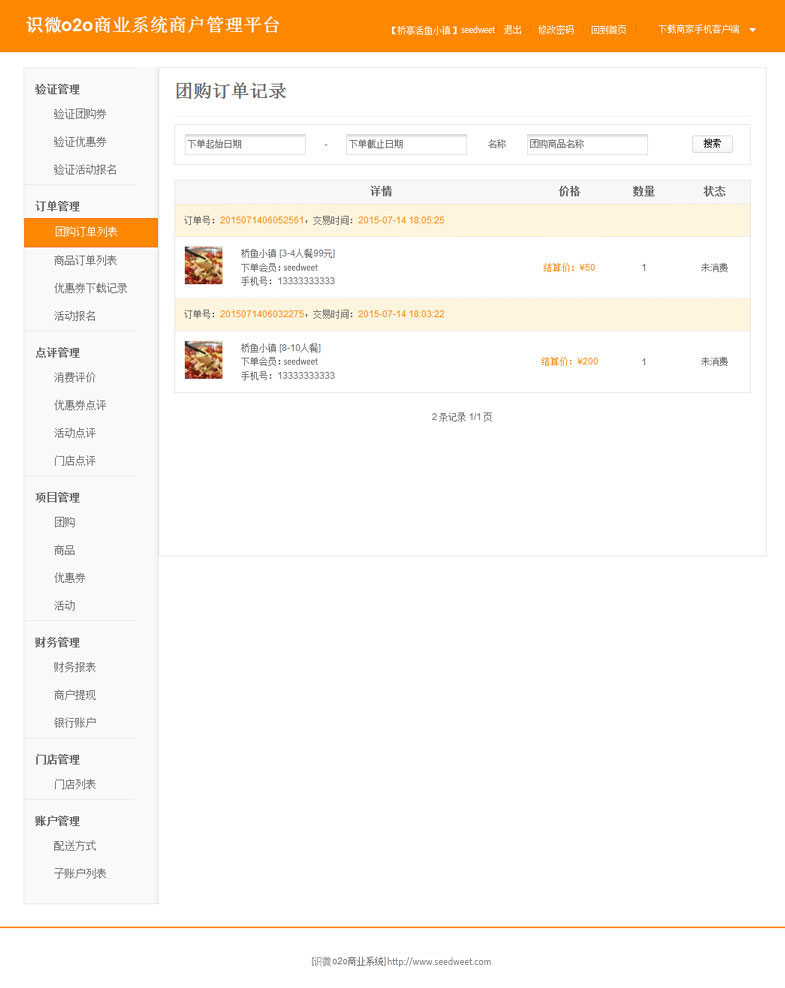 识微o2o商业系统商户管理平台
【桥享活鱼小镇】seedweet 退出 修改密码 回到首页 下载商家手机客户端
验证管理
验证团购券
验证优惠券
验证活动报名
订单管理
团购订单列表
商品订单列表
优惠券下载记录
活动报名
点评管理
消费评价
优惠券点评
活动点评
门店点评
项目管理
团购
商品
优惠券
活动
财务管理
财务报表
商户提现
银行账户
门店管理
门店列表
账户管理
配送方式
子账户列表
团购订单记录
下单起始日期 - 下单截止日期 名称 团购商品名称 搜索
详情 价格 数量 状态
订单号：2015071406052561，交易时间：2015-07-14 18:05:25
桥鱼小镇 [3-4人餐99元]
下单会员：seedweet 结算价：¥50 1 未消费
手机号：13333333333
订单号：2015071406032275，交易时间：2015-07-14 18:03:22
桥鱼小镇 [8-10人餐]
下单会员：seedweet 结算价：¥200 1 未消费
手机号：13333333333
2 条记录 1/1 页
[识微o2o商业系统]http://www.seedweet.com